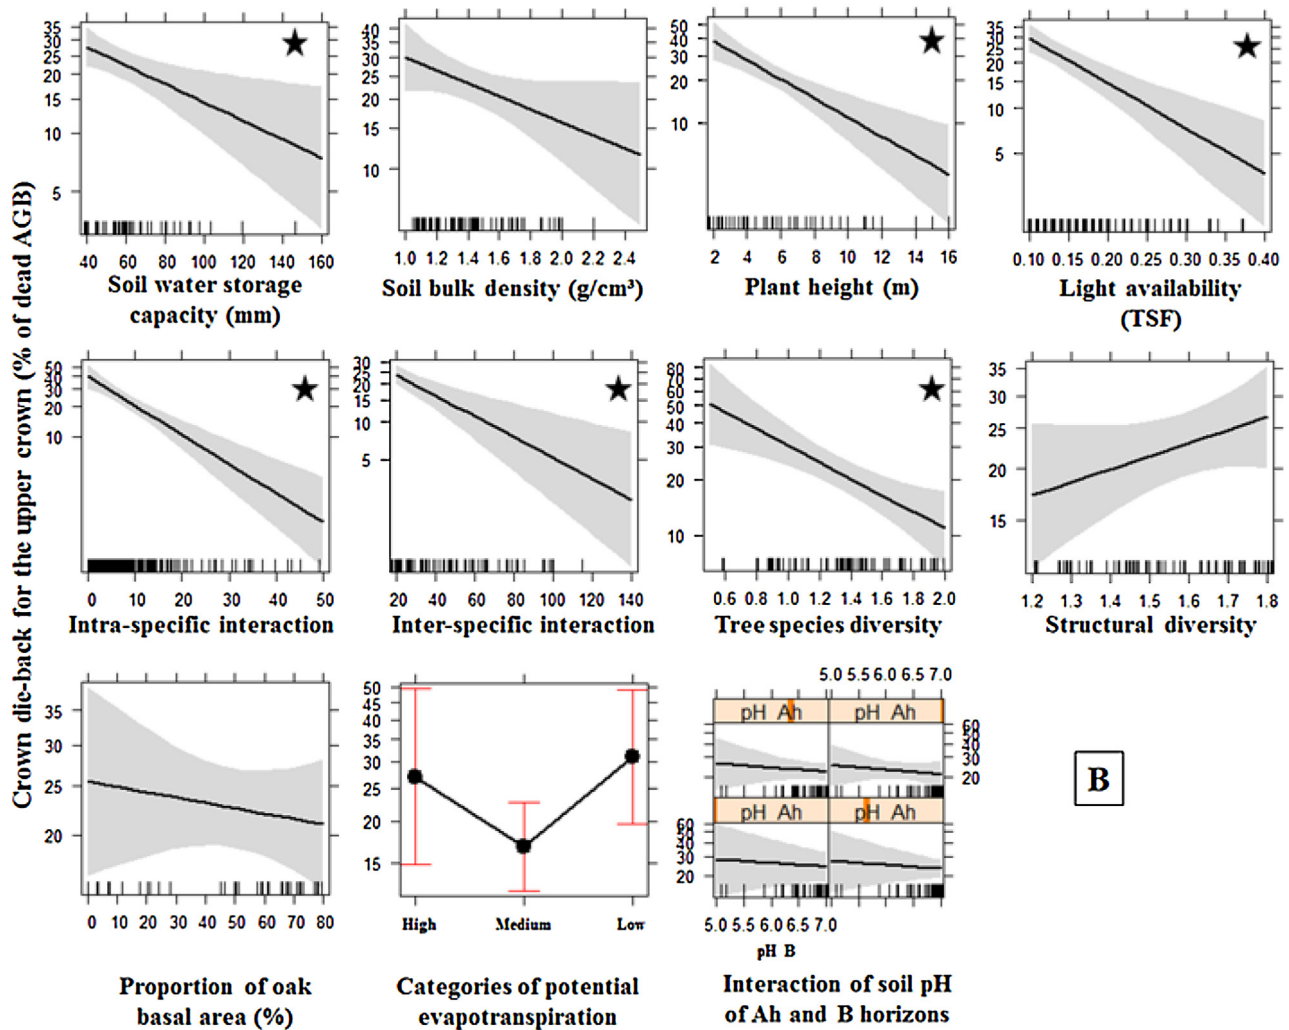 Crown die-back for the upper crown (% of dead AGB)
35 30 25 20 15 10 5
40 60 80 100 120 140 160
Soil water storage
capacity (mm)
40 35 30 25 20 15 10
1.0 1.2 1.4 1.6 1.8 2.0 2.2 2.4
Soil bulk density (g/cm³)
50 40 30 20 10
2 4 6 8 10 12 14 16
Plant height (m)
35 30 25 20 15 10 5
0.10 0.15 0.20 0.25 0.30 0.35 0.40
Light availability
(TSF)
50 40 30 20 10
0 10 20 30 40 50
Intra-specific interaction
30 25 20 15 10 5
20 40 60 80 100 120 140
Inter-specific interaction
80 70 60 50 40 30 20 10
0.6 0.8 1.0 1.2 1.4 1.6 1.8 2.0
Tree species diversity
35 30 25 20 15
1.2 1.3 1.4 1.5 1.6 1.7 1.8
Structural diversity
35 30 25 20
0 10 20 30 40 50 60 70 80
Proportion of oak
basal area (%)
50 45 40 35 30 25 20 15
High Medium Low
Categories of potential
evapotranspiration
5.0 5.5 6.0 6.5 7.0
pH Ah pH Ah
60 50 40 30 20
pH Ah pH Ah
60 50 40 30 20
5.0 5.5 6.0 6.5 7.0
pH B
Interaction of soil pH
of Ah and B horizons
B